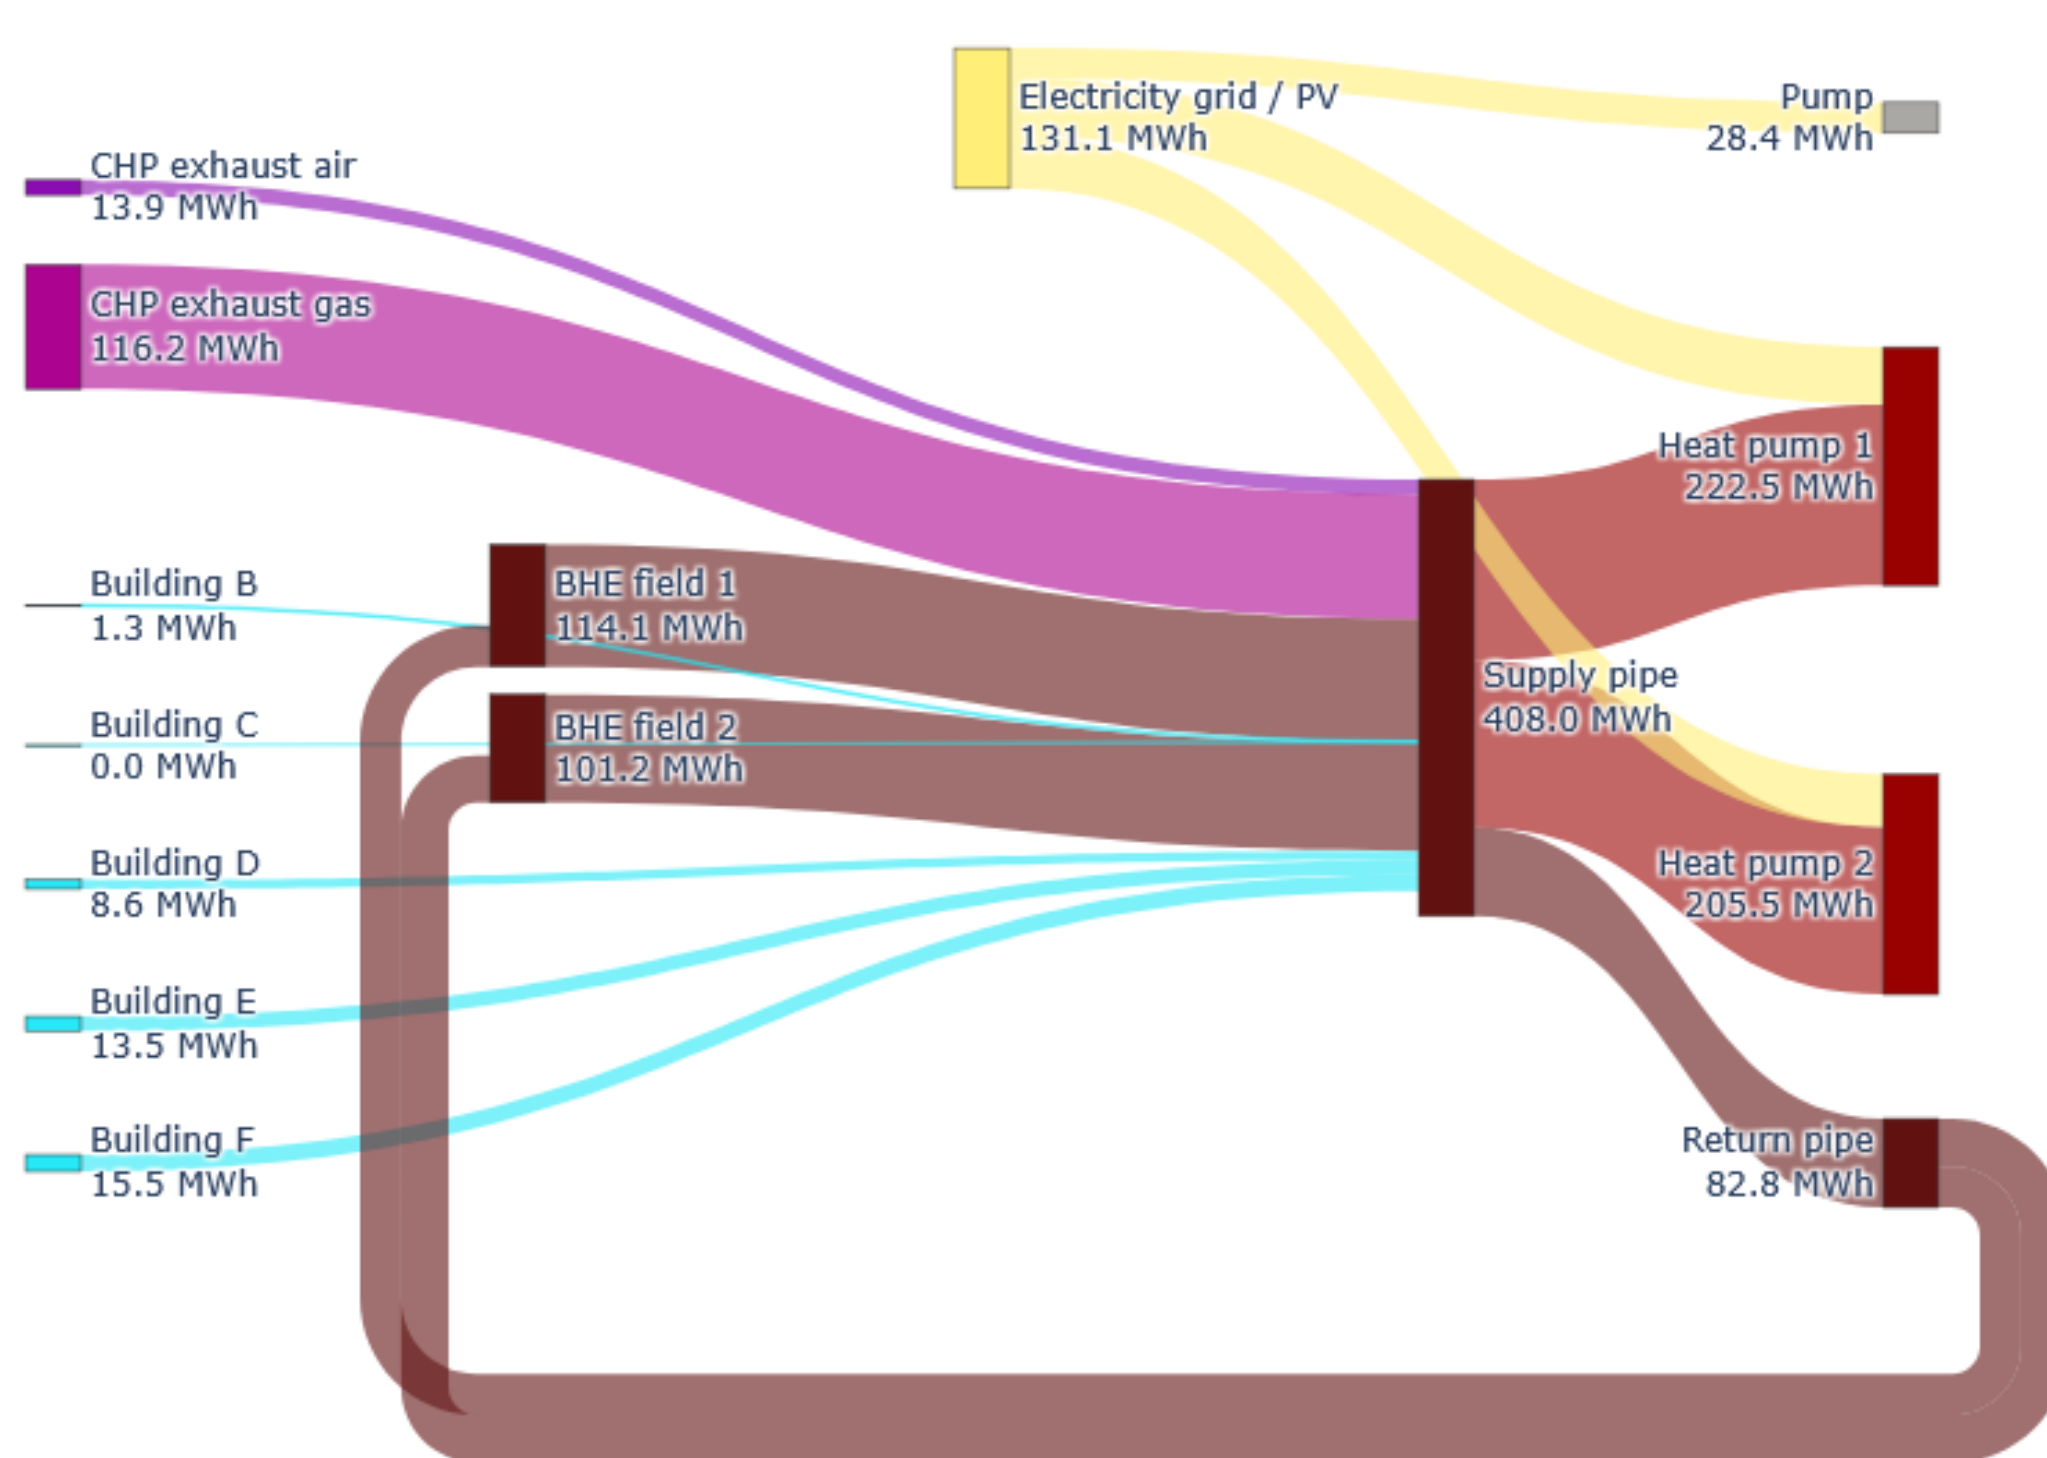 Electricity grid / PV
131.1 MWh
Pump
28.4 MWh
CHP exhaust air
13.9 MWh
CHP exhaust gas
116.2 MWh
Heat pump 1
222.5 MWh
Building B
1.3 MWh
BHE field 1
114.1 MWh
Supply pipe
408.0 MWh
Building C
0.0 MWh
BHE field 2
101.2 MWh
Building D
8.6 MWh
Heat pump 2
205.5 MWh
Building E
13.5 MWh
Building F
15.5 MWh
Return pipe
82.8 MWh